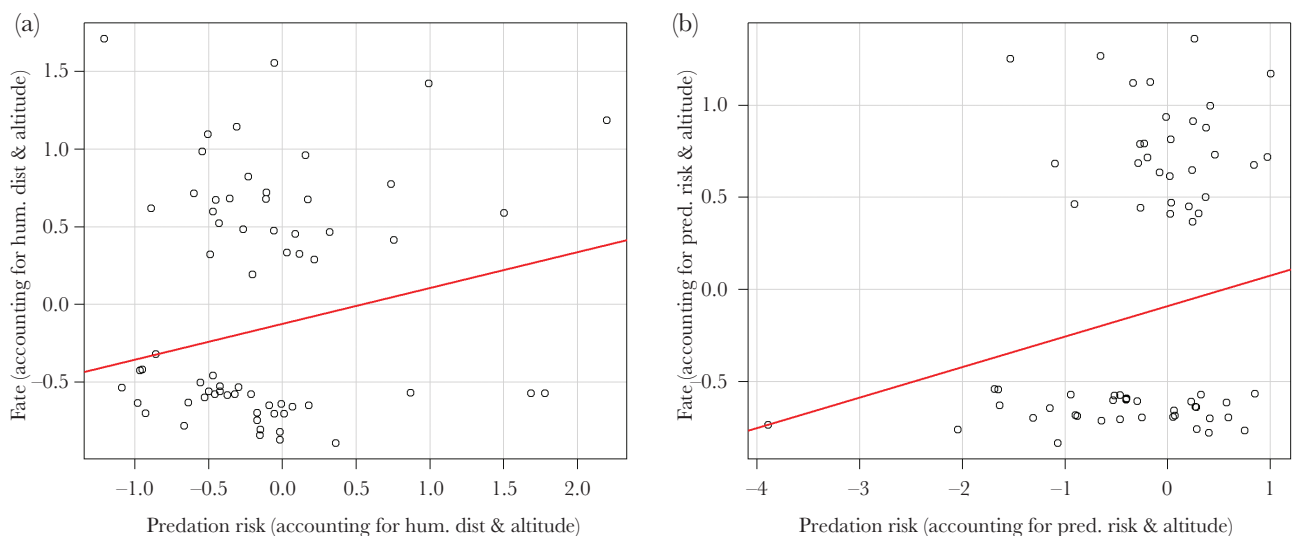 (a)
Fate (accounting for hum. dist & altitude)
1.5
1.0
0.5
0.0
–0.5
–1.0 –0.5 0.0 0.5 1.0 1.5 2.0
Predation risk (accounting for hum. dist & altitude)
(b)
Fate (accounting for pred. risk & altitude)
1.0
0.5
0.0
–0.5
–4 –3 –2 –1 0 1
Predation risk (accounting for pred. risk & altitude)